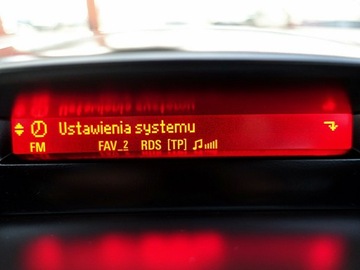 Ustawienia systemu
FM FAV_2 RDS [TP]